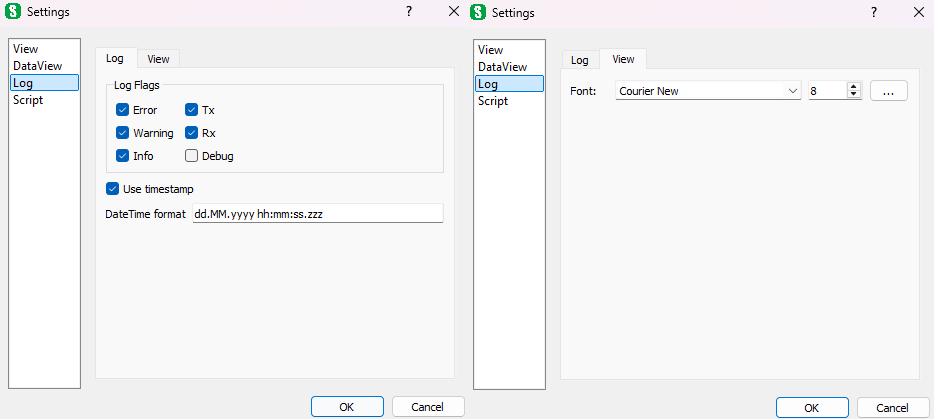 Settings ?
View
DataView
Log
Script
Log View
Log Flags
Error Tx
Warning Rx
Info Debug
Use timestamp
DateTime format dd.MM.yyyy hh:mm:ss.zzz
OK Cancel
Settings ?
View
DataView
Log
Script
Log View
Font: Courier New 8 ...
OK Cancel